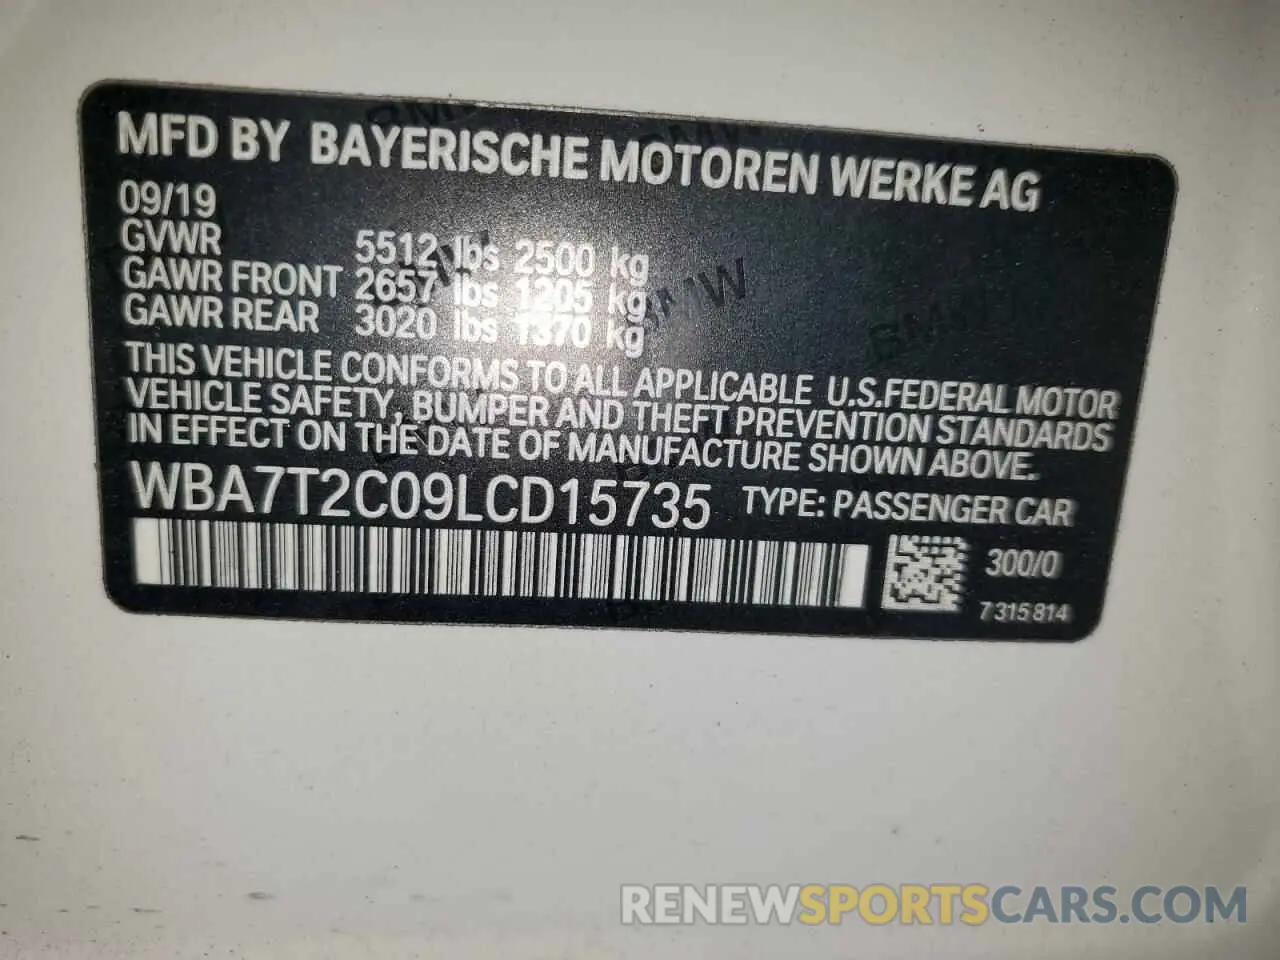 MFD BY BAYERISCHE MOTOREN WERKE AG
09/19
GVWR 5512 lbs 2500 kg
GAWR FRONT 2657 lbs 1205 kg
GAWR REAR 3020 lbs 1370 kg
THIS VEHICLE CONFORMS TO ALL APPLICABLE U.S.FEDERAL MOTOR
VEHICLE SAFETY, BUMPER AND THEFT PREVENTION STANDARDS
IN EFFECT ON THE DATE OF MANUFACTURE SHOWN ABOVE.
WBA7T2C09LCD15735 TYPE: PASSENGER CAR
300/0
7 315 814
RENEWSPORTSCARS.COM